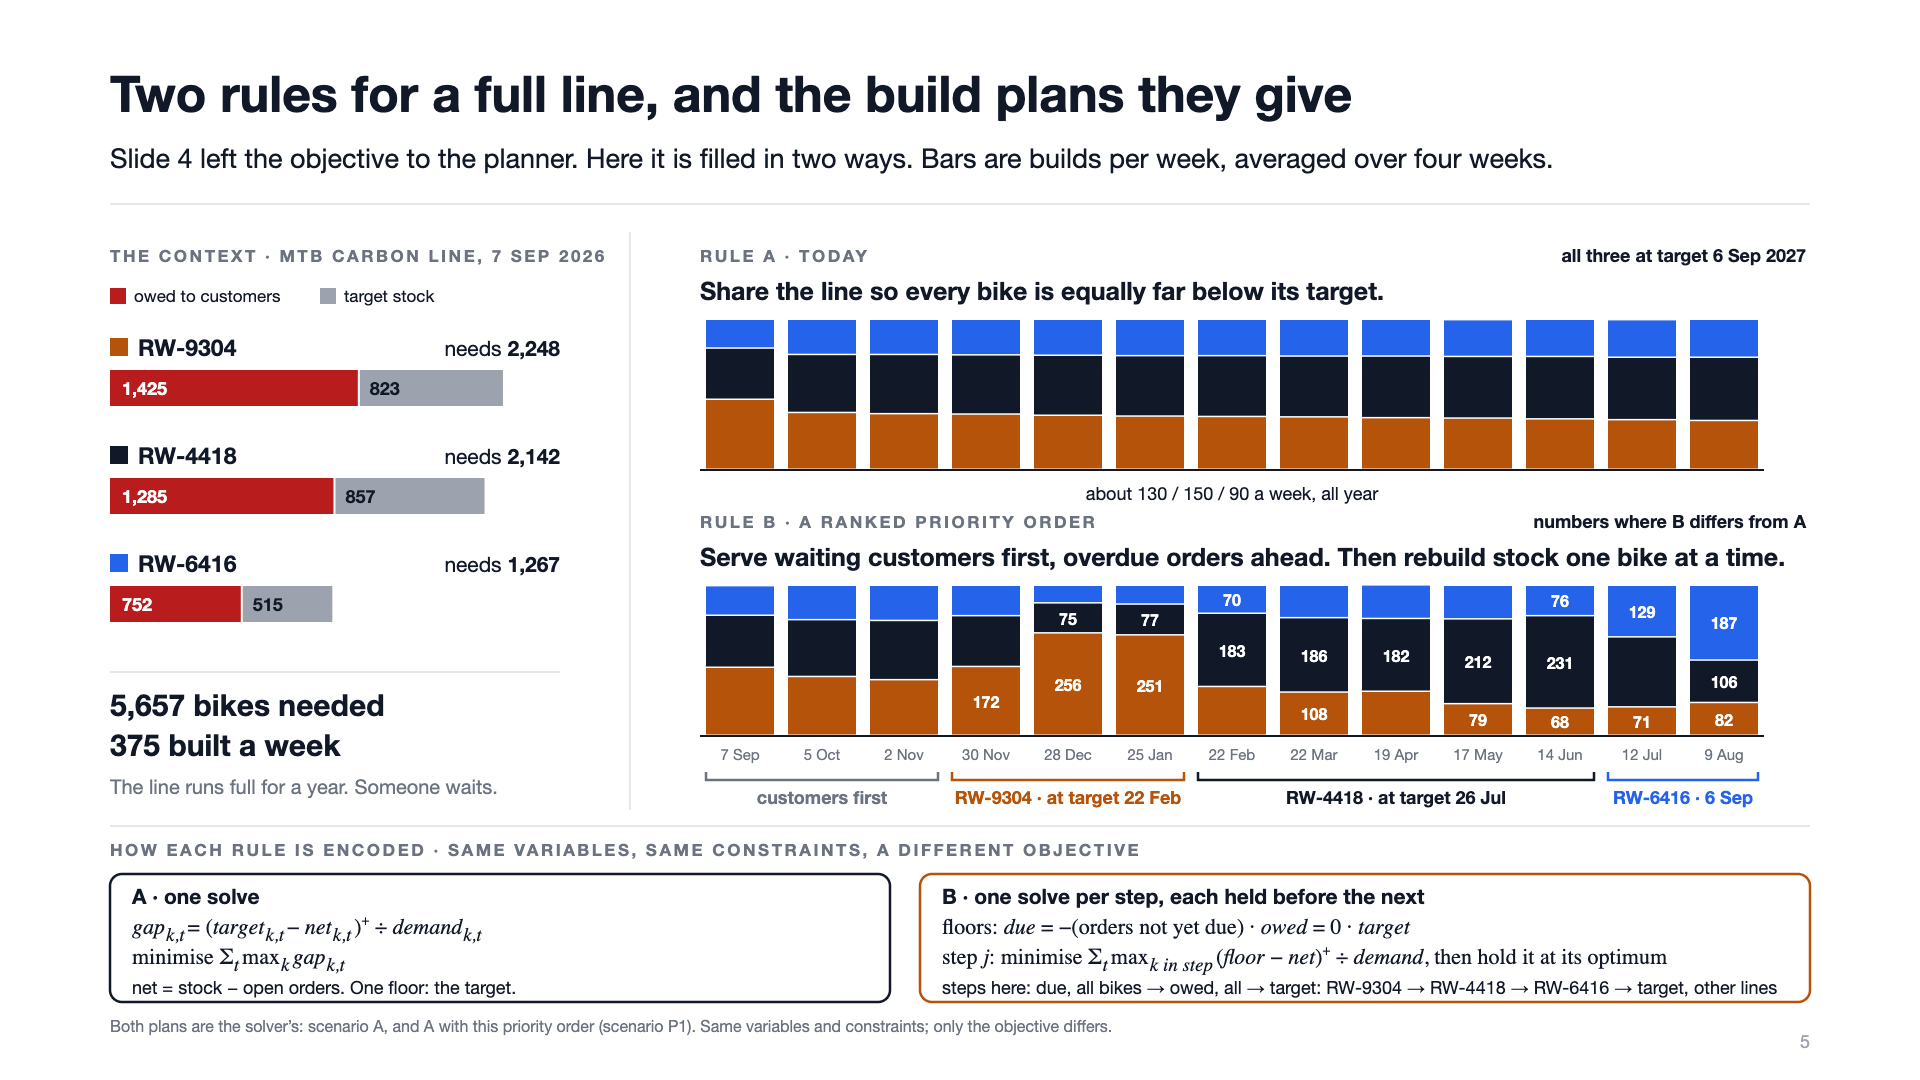 Two rules for a full line, and the build plans they give
Slide 4 left the objective to the planner. Here it is filled in two ways. Bars are builds per week, averaged over four weeks.
THE CONTEXT · MTB CARBON LINE, 7 SEP 2026
owed to customers
target stock
RW-9304
needs 2,248
1,425
823
RW-4418
needs 2,142
1,285
857
RW-6416
needs 1,267
752
515
5,657 bikes needed
375 built a week
The line runs full for a year. Someone waits.
RULE A · TODAY
all three at target 6 Sep 2027
Share the line so every bike is equally far below its target.
about 130 / 150 / 90 a week, all year
RULE B · A RANKED PRIORITY ORDER
numbers where B differs from A
Serve waiting customers first, overdue orders ahead. Then rebuild stock one bike at a time.
172
75
256
77
251
70
183
186
108
182
212
79
76
231
68
129
71
187
106
82
7 Sep
5 Oct
2 Nov
30 Nov
28 Dec
25 Jan
22 Feb
22 Mar
19 Apr
17 May
14 Jun
12 Jul
9 Aug
customers first
RW-9304 · at target 22 Feb
RW-4418 · at target 26 Jul
RW-6416 · 6 Sep
HOW EACH RULE IS ENCODED · SAME VARIABLES, SAME CONSTRAINTS, A DIFFERENT OBJECTIVE
A · one solve
gap k,t = (target k,t − net k,t)⁺ ÷ demand k,t
minimise Σt max k gap k,t
net = stock − open orders. One floor: the target.
B · one solve per step, each held before the next
floors: due = −(orders not yet due) · owed = 0 · target
step j: minimise Σt max k in step (floor − net)⁺ ÷ demand, then hold it at its optimum
steps here: due, all bikes → owed, all → target: RW-9304 → RW-4418 → RW-6416 → target, other lines
Both plans are the solver’s: scenario A, and A with this priority order (scenario P1). Same variables and constraints; only the objective differs.
5